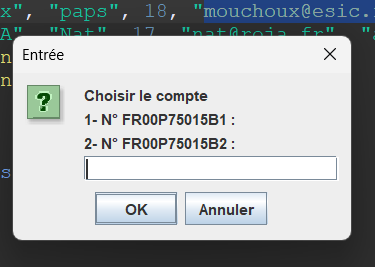 x", "paps", 18, "mouchoux@esic.
A", "Nat", 17, "nat@roja.fr", "a
n
n
s
Entrée
Choisir le compte
1- N° FR00P75015B1 :
2- N° FR00P75015B2 :
OK
Annuler